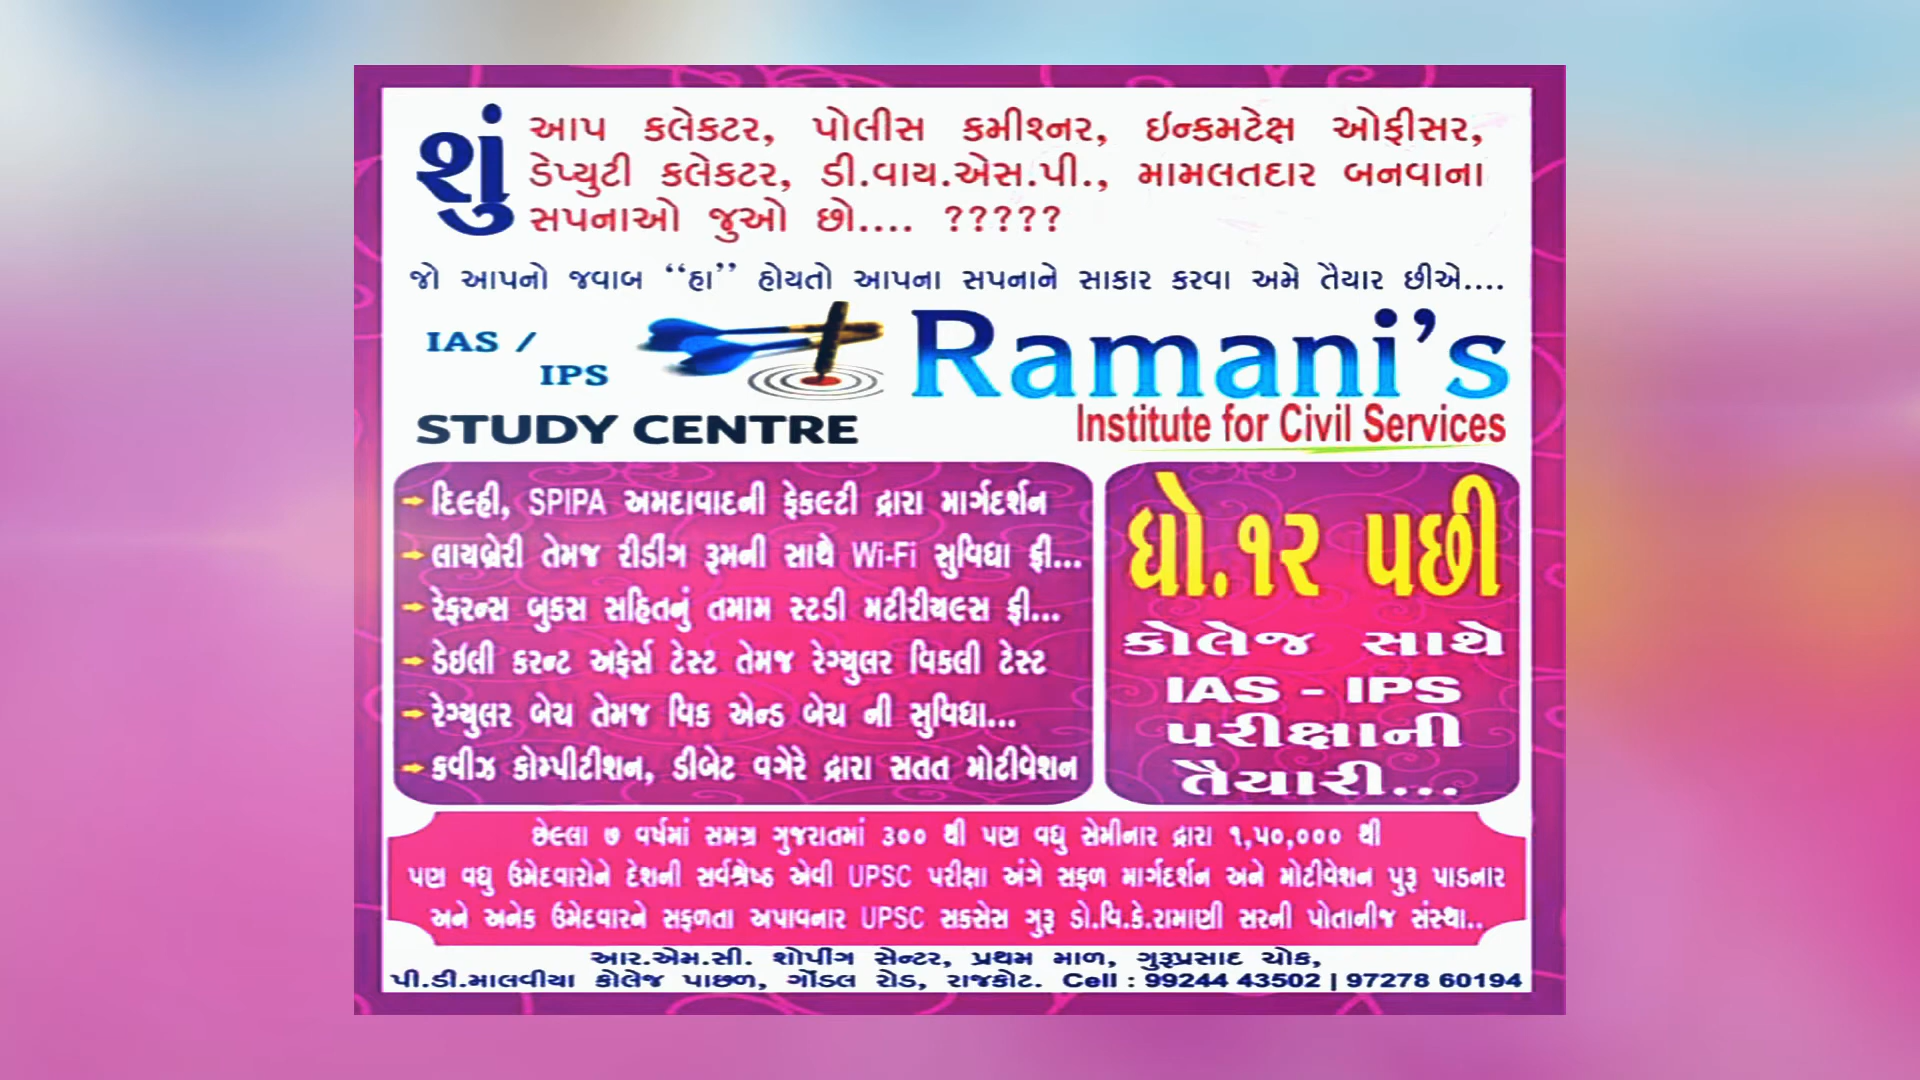 શું આપ કલેકટર, પોલીસ કમીશ્નર, ઇન્કમટેક્ષ ઓફીસર,
ડેપ્યુટી કલેકટર, ડી.વાય.એસ.પી., મામલતદાર બનવાના
સપનાઓ જુઓ છો.... ?????
જો આપનો જવાબ “હા” હોયતો આપના સપનાને સાકાર કરવા અમે તૈયાર છીએ....
IAS /
IPS
STUDY CENTRE
Ramani’s
Institute for Civil Services
દિલ્હી, SPIPA અમદાવાદની ફેકલ્ટી દ્વારા માર્ગદર્શન
લાયબ્રેરી તેમજ રીડીંગ રૂમની સાથે Wi-Fi સુવિધા ફ્રી...
રેફરન્સ બુકસ સહિતનું તમામ સ્ટડી મટીરીયલ્સ ફ્રી...
ડેઇલી કરન્ટ અફેર્સ ટેસ્ટ તેમજ રેગ્યુલર વિકલી ટેસ્ટ
રેગ્યુલર બેચ તેમજ વિક એન્ડ બેચ ની સુવિધા...
કવીઝ કોમ્પીટીશન, ડીબેટ વગેરે દ્વારા સતત મોટીવેશન
ધો.૧૨ પછી
કોલેજ સાથે
IAS - IPS
પરીક્ષાની
તૈયારી...
છેલ્લા ૭ વર્ષમાં સમગ્ર ગુજરાતમાં ૩૦૦ થી પણ વધુ સેમીનાર દ્વારા ૧,૫૦,૦૦૦ થી
પણ વધુ ઉમેદવારોને દેશની સર્વશ્રેષ્ઠ એવી UPSC પરીક્ષા અંગે સફળ માર્ગદર્શન અને મોટીવેશન પુરૂ પાડનાર
અને અનેક ઉમેદવારને સફળતા અપાવનાર UPSC સકસેસ ગુરૂ ડો.વિ.કે.રામાણી સરની પોતાનીજ સંસ્થા..
આર.એમ.સી. શોપીંગ સેન્ટર, પ્રથમ માળ, ગુરૂપ્રસાદ ચોક,
પી.ડી.માલવીયા કોલેજ પાછળ, ગોંડલ રોડ, રાજકોટ. Cell : 99244 43502 | 97278 60194